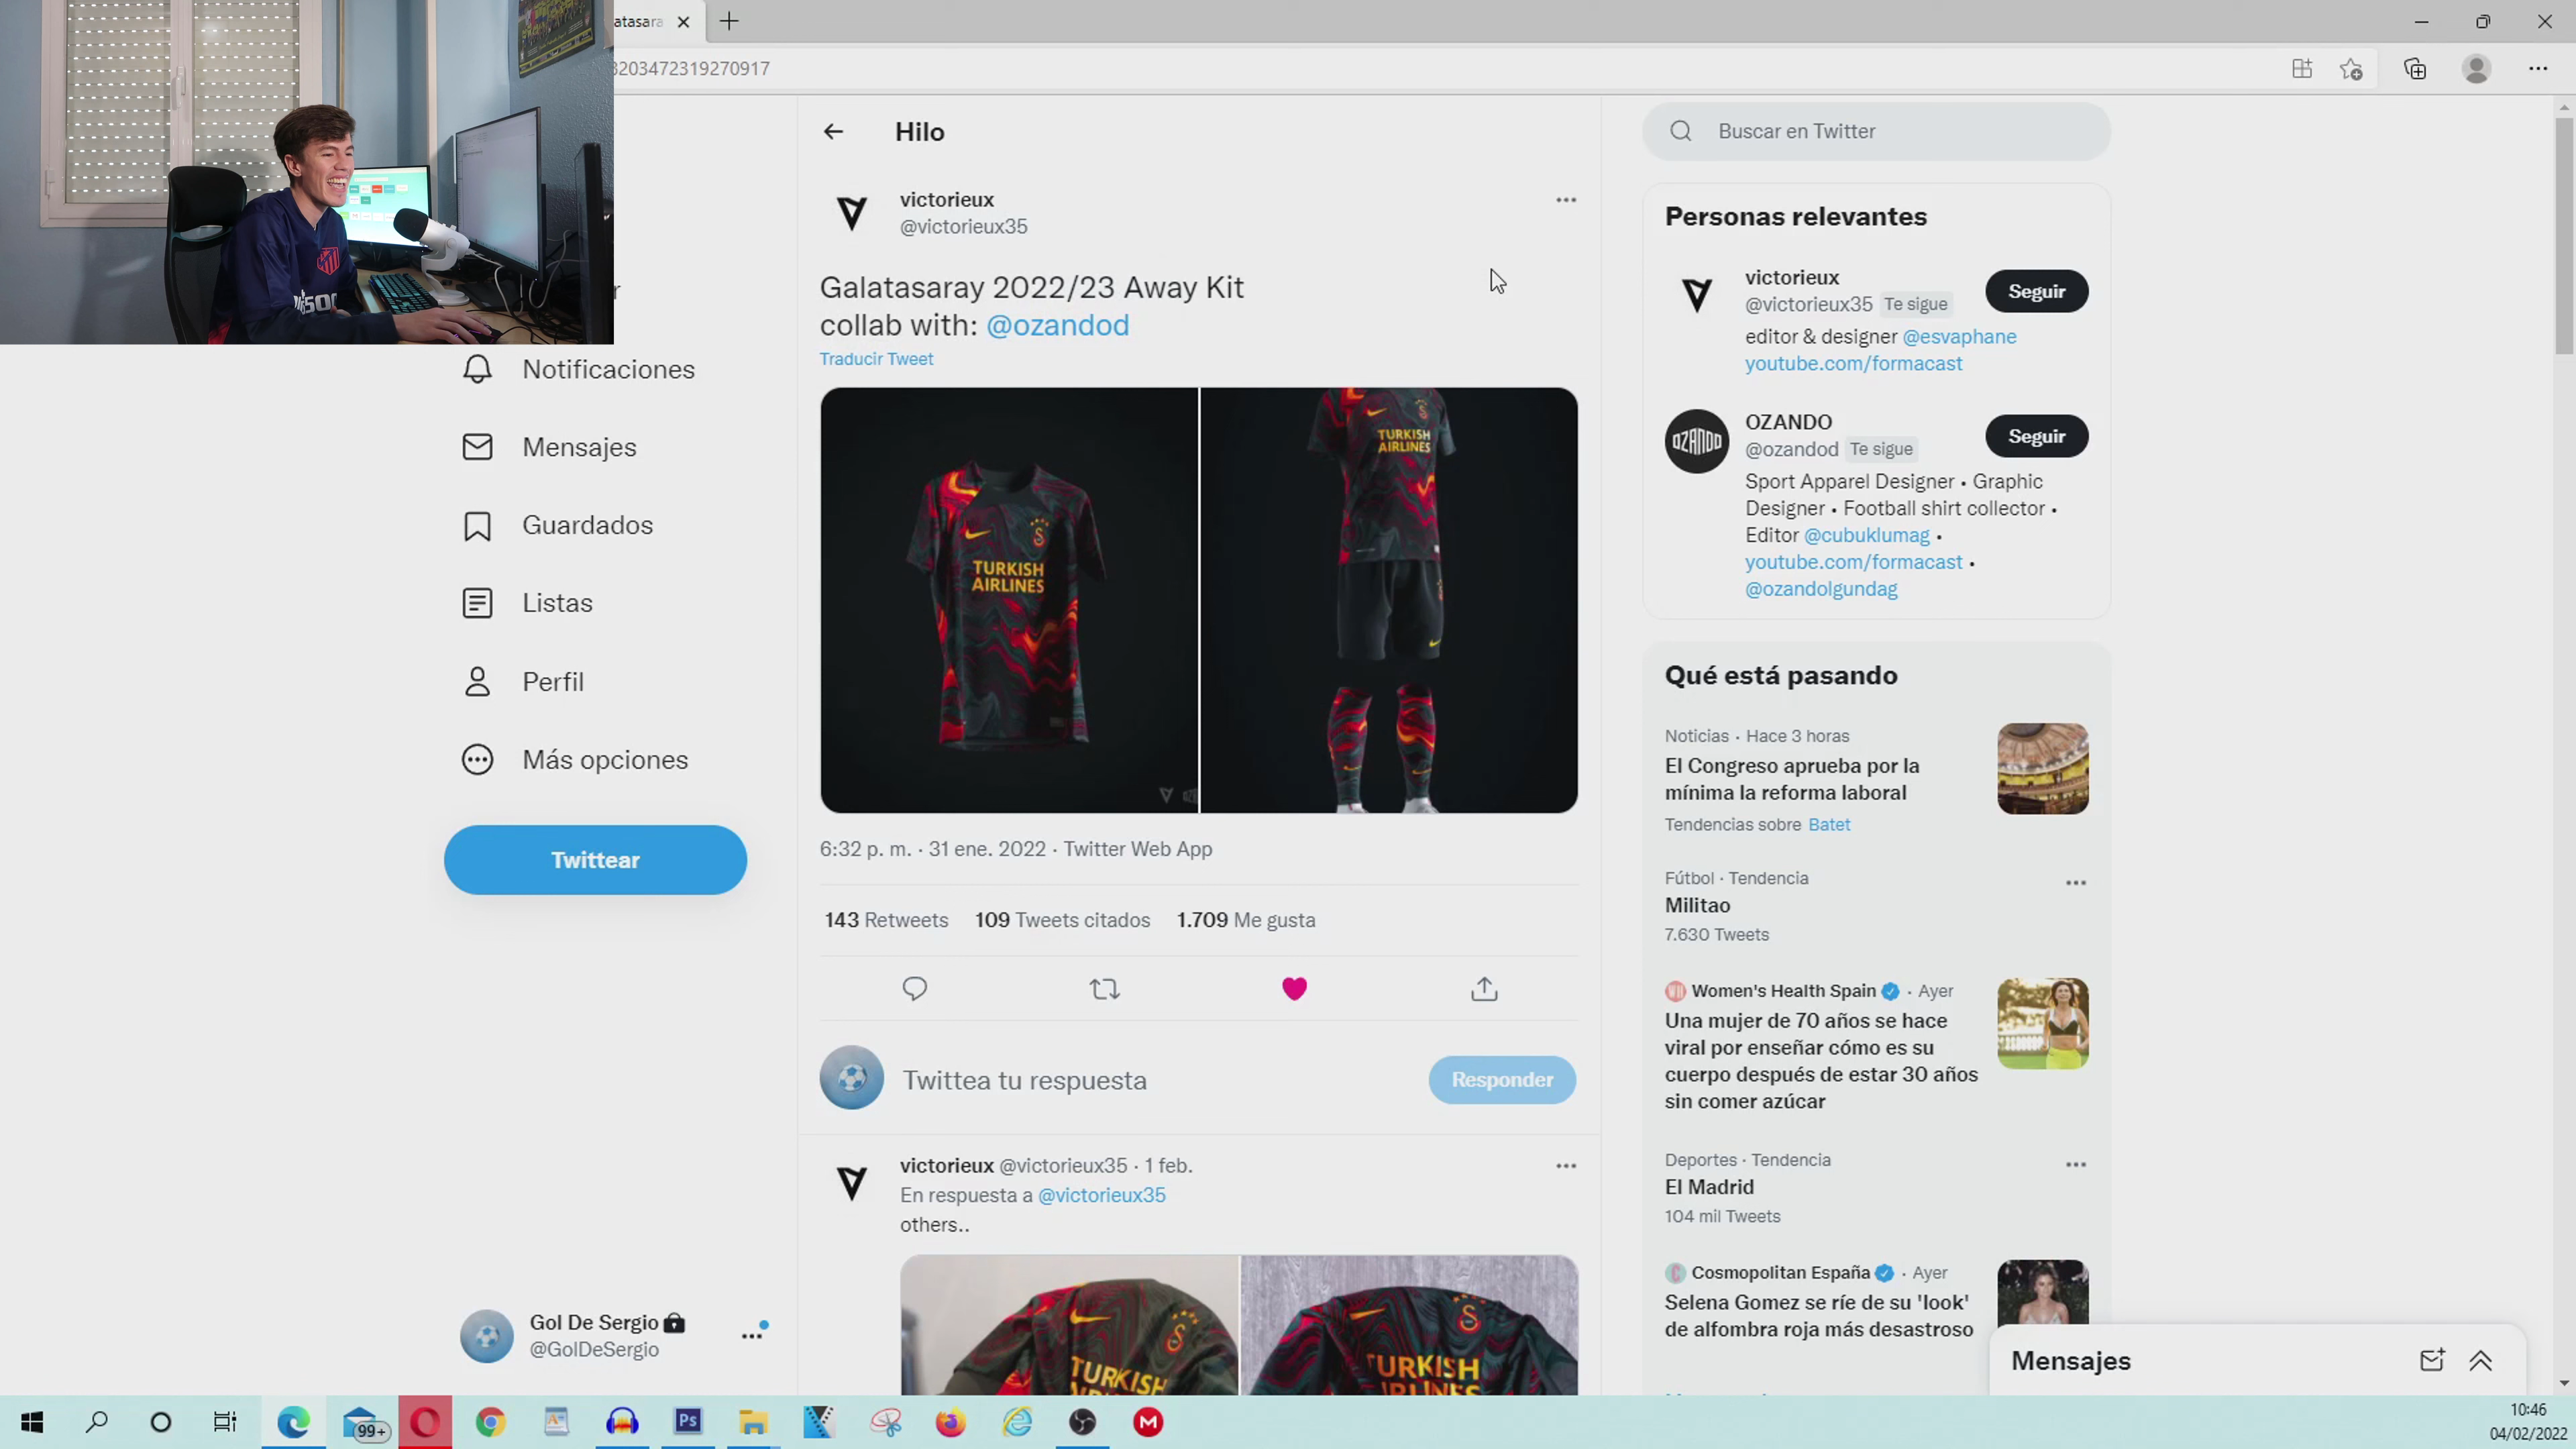 atasara
3203472319270917
Hilo
victorieux
@victorieux35
Galatasaray 2022/23 Away Kit
collab with: @ozandod
Traducir Tweet
TURKISH
AIRLINES
TURKISH
AIRLINES
6:32 p. m. · 31 ene. 2022 · Twitter Web App
143 Retweets 109 Tweets citados 1.709 Me gusta
Twittea tu respuesta
Responder
victorieux @victorieux35 · 1 feb.
En respuesta a @victorieux35
others..
TURKISH
TURKISH
AIRLINES
Notificaciones
Mensajes
Guardados
Listas
Perfil
Más opciones
Twittear
Gol De Sergio
@GolDeSergio
Buscar en Twitter
Personas relevantes
victorieux
@victorieux35 Te sigue
Seguir
editor & designer @esvaphane
youtube.com/formacast
OZANDO
OZANDO
@ozandod Te sigue
Seguir
Sport Apparel Designer • Graphic
Designer • Football shirt collector •
Editor @cubuklumag •
youtube.com/formacast •
@ozandolgundag
Qué está pasando
Noticias · Hace 3 horas
El Congreso aprueba por la
mínima la reforma laboral
Tendencias sobre Batet
Fútbol · Tendencia
Militao
7.630 Tweets
Women's Health Spain · Ayer
Una mujer de 70 años se hace
viral por enseñar cómo es su
cuerpo después de estar 30 años
sin comer azúcar
Deportes · Tendencia
El Madrid
104 mil Tweets
Cosmopolitan España · Ayer
Selena Gomez se ríe de su 'look'
de alfombra roja más desastroso
Mensajes
99+
Ps
10:46
04/02/2022